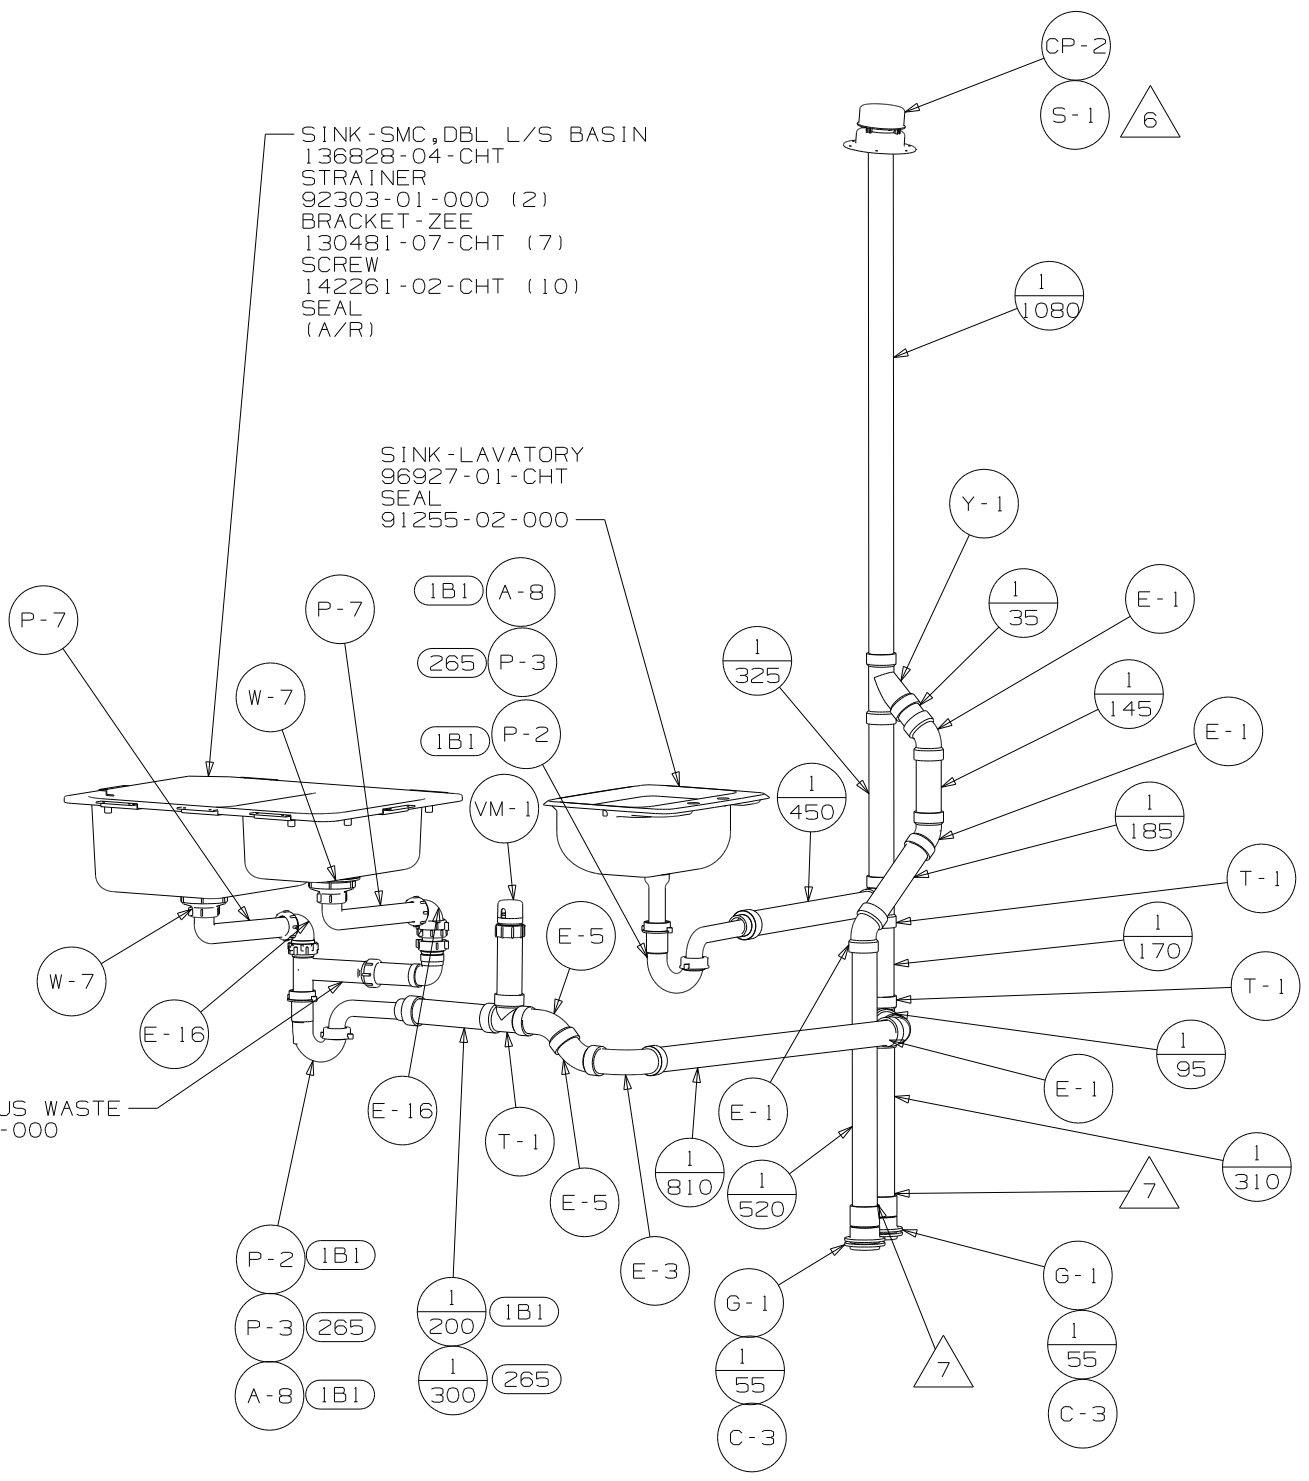 CP-2
S-1
6
SINK-SMC,DBL L/S BASIN
136828-04-CHT
STRAINER
92303-01-000 (2)
BRACKET-ZEE
130481-07-CHT (7)
SCREW
142261-02-CHT (10)
SEAL
(A/R)
1
1080
SINK-LAVATORY
96927-01-CHT
SEAL
91255-02-000
Y-1
1B1 A-8
265 P-3
1B1 P-2
P-7
P-7
W-7
1
35
E-1
1
325
1
145
E-1
VM-1
1
450
1
185
T-1
E-5
1
170
W-7
T-1
E-16
1
95
US WASTE
-000
E-16
T-1
E-5
E-1
E-1
1
810
1
520
1
310
7
E-3
P-2 1B1
P-3 265
A-8 1B1
1
200
1B1
1
300
265
G-1
1
55
C-3
7
G-1
1
55
C-3